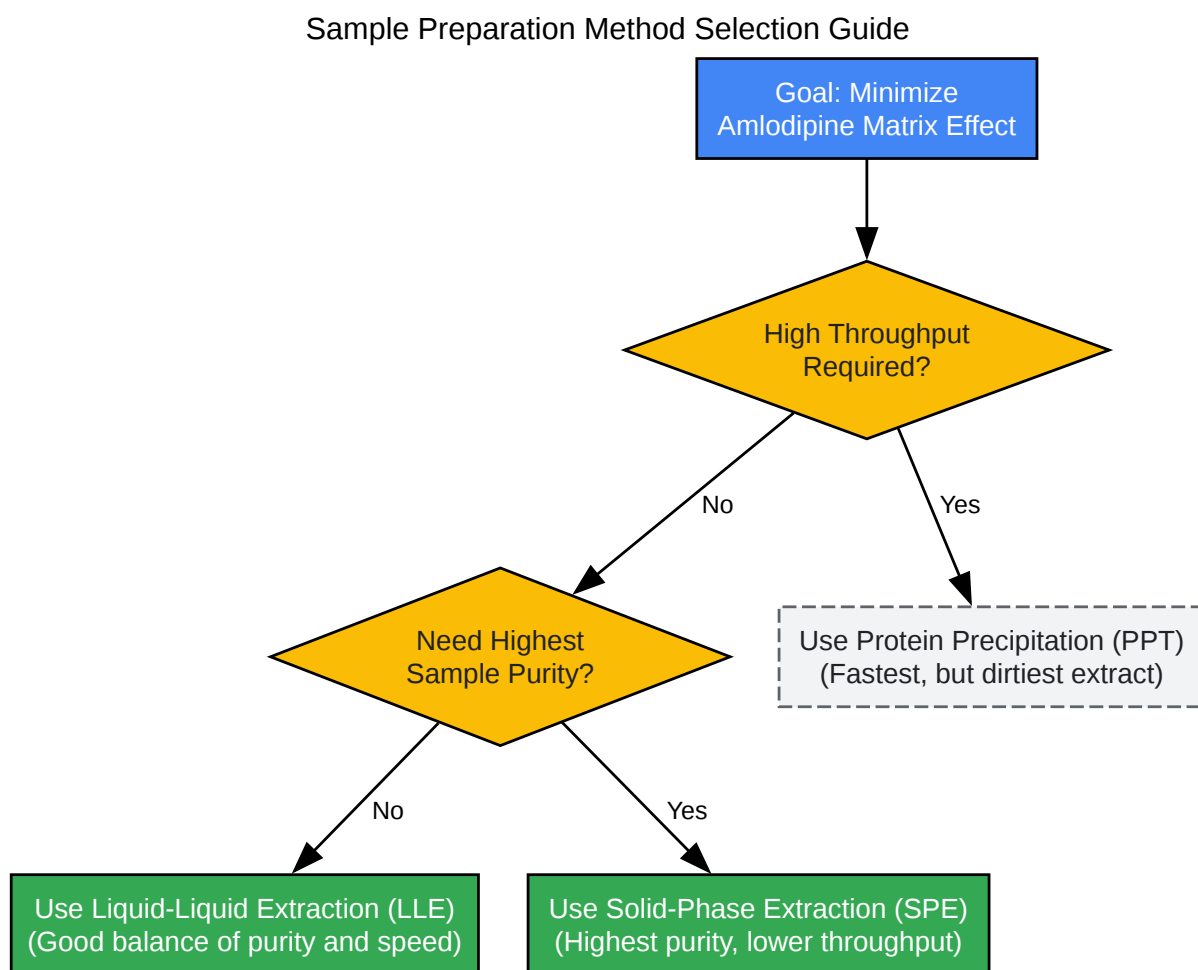 Sample Preparation Method Selection Guide
Goal: Minimize
Amlodipine Matrix Effect
High Throughput
Required?
No
Yes
Need Highest
Sample Purity?
Use Protein Precipitation (PPT)
(Fastest, but dirtiest extract)
No
Yes
Use Liquid-Liquid Extraction (LLE)
(Good balance of purity and speed)
Use Solid-Phase Extraction (SPE)
(Highest purity, lower throughput)